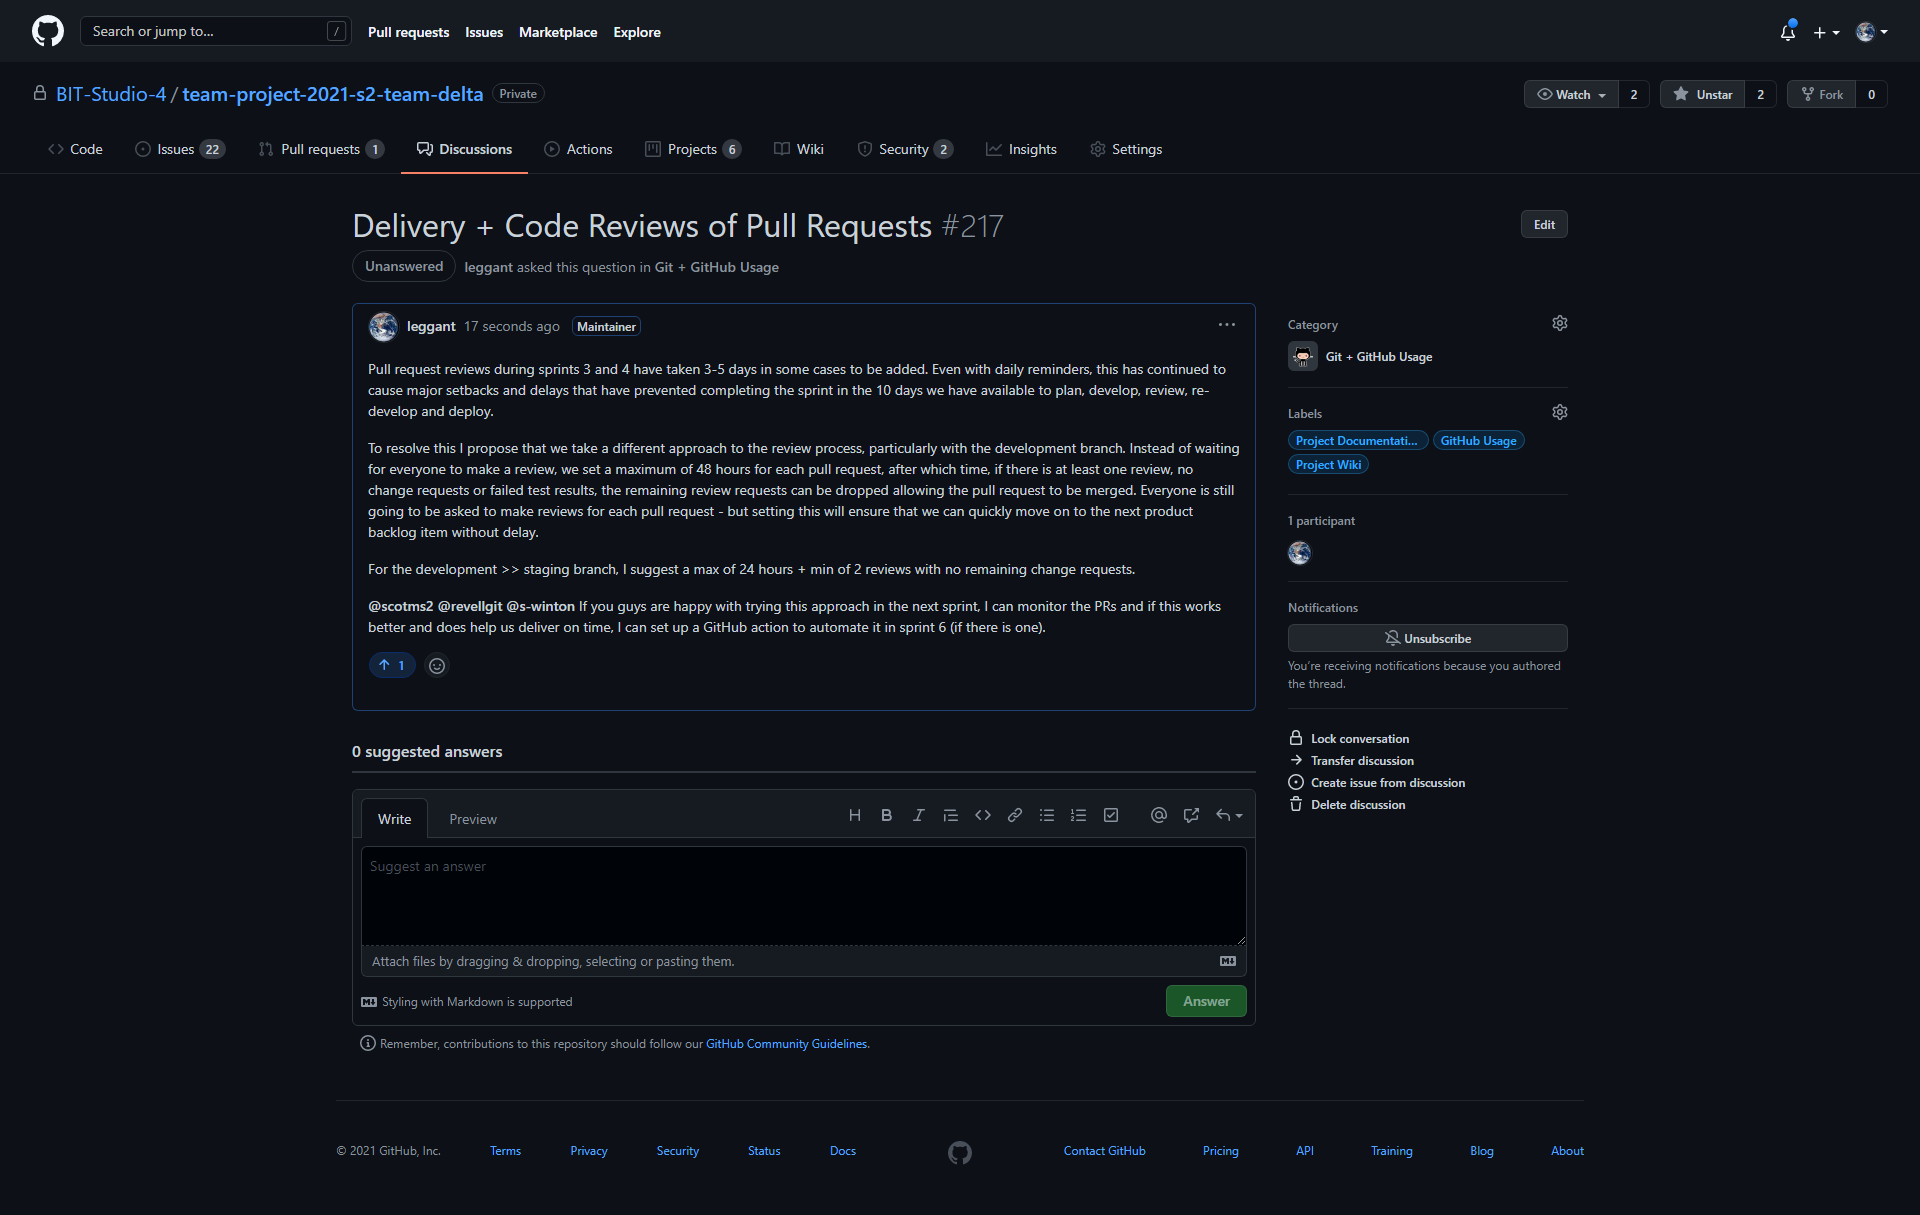 Search or jump to... /
Pull requests Issues Marketplace Explore
BIT-Studio-4 / team-project-2021-s2-team-delta Private
Watch 2 Unstar 2 Fork 0
Code Issues 22 Pull requests 1 Discussions Actions Projects 6 Wiki Security 2 Insights Settings
Delivery + Code Reviews of Pull Requests #217
Edit
Unanswered leggant asked this question in Git + GitHub Usage
leggant 17 seconds ago Maintainer
Pull request reviews during sprints 3 and 4 have taken 3-5 days in some cases to be added. Even with daily reminders, this has continued to
cause major setbacks and delays that have prevented completing the sprint in the 10 days we have available to plan, develop, review, re-
develop and deploy.
To resolve this I propose that we take a different approach to the review process, particularly with the development branch. Instead of waiting
for everyone to make a review, we set a maximum of 48 hours for each pull request, after which time, if there is at least one review, no
change requests or failed test results, the remaining review requests can be dropped allowing the pull request to be merged. Everyone is still
going to be asked to make reviews for each pull request - but setting this will ensure that we can quickly move on to the next product
backlog item without delay.
For the development >> staging branch, I suggest a max of 24 hours + min of 2 reviews with no remaining change requests.
@scotms2 @revellgit @s-winton If you guys are happy with trying this approach in the next sprint, I can monitor the PRs and if this works
better and does help us deliver on time, I can set up a GitHub action to automate it in sprint 6 (if there is one).
1
Category
Git + GitHub Usage
Labels
Project Documentati... GitHub Usage
Project Wiki
1 participant
Notifications
Unsubscribe
You're receiving notifications because you authored
the thread.
Lock conversation
Transfer discussion
Create issue from discussion
Delete discussion
0 suggested answers
Write Preview
Suggest an answer
Attach files by dragging & dropping, selecting or pasting them.
Styling with Markdown is supported
Answer
Remember, contributions to this repository should follow our GitHub Community Guidelines.
© 2021 GitHub, Inc. Terms Privacy Security Status Docs Contact GitHub Pricing API Training Blog About